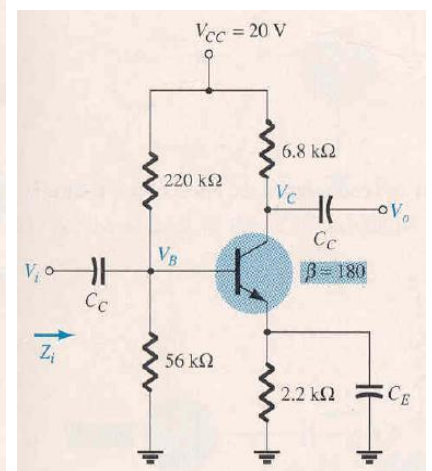 V_CC = 20 V
6.8 kΩ
220 kΩ
V_C
V_o
C_C
V_B
V_i
β = 180
C_C
Z_i
56 kΩ
2.2 kΩ
C_E